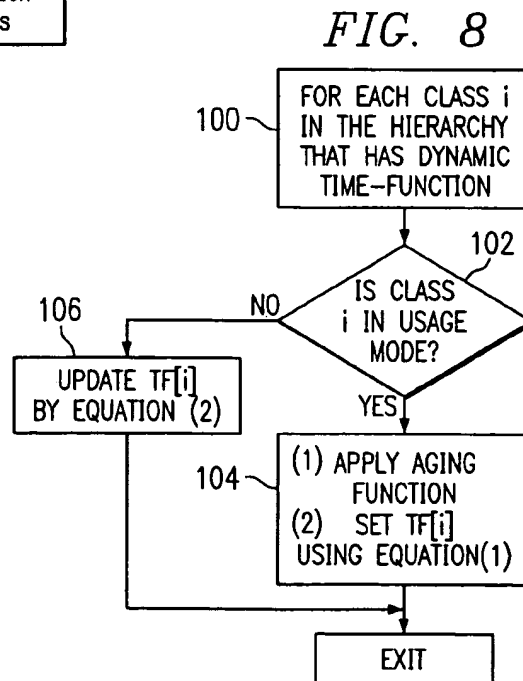 S
FIG. 8
100
FOR EACH CLASS i
IN THE HIERARCHY
THAT HAS DYNAMIC
TIME-FUNCTION
102
IS CLASS
i IN USAGE
MODE?
NO
YES
106
UPDATE TF[i]
BY EQUATION (2)
104
(1) APPLY AGING
FUNCTION
(2) SET TF[i]
USING EQUATION(1)
EXIT